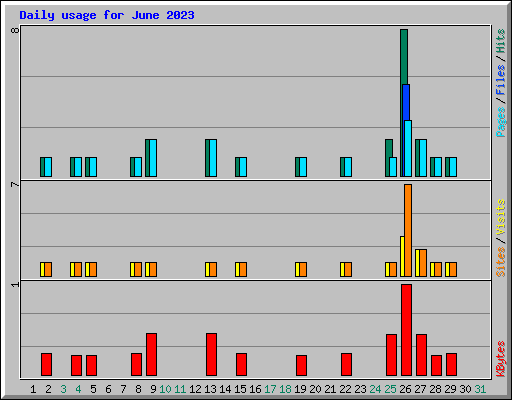 Daily usage for June 2023
8
7
1
Pages / Files / Hits
Sites / Visits
KBytes
1 2 3 4 5 6 7 8 9 10 11 12 13 14 15 16 17 18 19 20 21 22 23 24 25 26 27 28 29 30 31